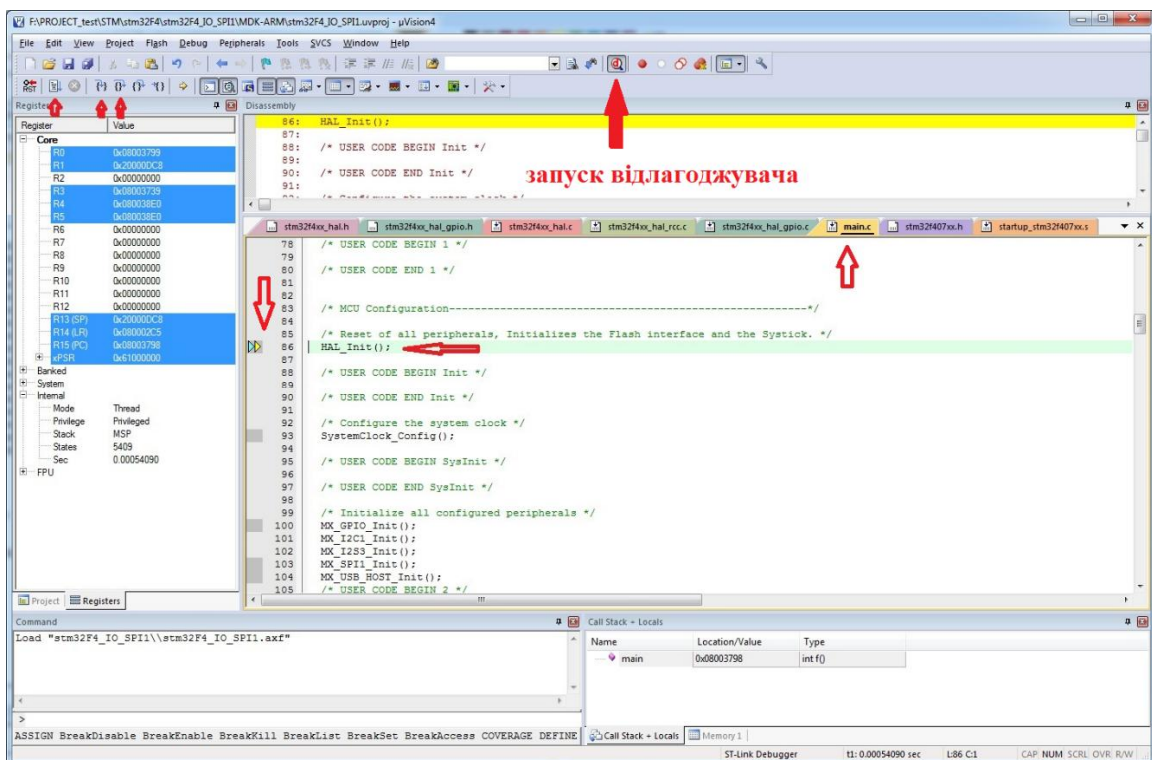 F:\PROJECT_test\STM\stm32F4\stm32F4_IO_SPI1\MDK-ARM\stm32F4_IO_SPI1.uvproj - µVision4
File Edit View Project Flash Debug Peripherals Tools SVCS Window Help
Registers
Register Value
Core
R0 0x08003799
R1 0x20000DC8
R2 0x00000000
R3 0x08003739
R4 0x080038E0
R5 0x080038E0
R6 0x00000000
R7 0x00000000
R8 0x00000000
R9 0x00000000
R10 0x00000000
R11 0x00000000
R12 0x00000000
R13 (SP) 0x20000DC8
R14 (LR) 0x080002C5
R15 (PC) 0x08003798
xPSR 0x61000000
Banked
System
Internal
Mode Thread
Privilege Privileged
Stack MSP
States 5409
Sec 0.00054090
FPU
Project Registers
Disassembly
86: HAL_Init();
87:
88: /* USER CODE BEGIN Init */
89:
90: /* USER CODE END Init */
91:
92: /* Configure the system clock */
запуск відлагоджувача
stm32f4xx_hal.h stm32f4xx_hal_gpio.h stm32f4xx_hal.c stm32f4xx_hal_rcc.c stm32f4xx_hal_gpio.c main.c stm32f407xx.h startup_stm32f407xx.s
78 /* USER CODE BEGIN 1 */
79
80 /* USER CODE END 1 */
81
82
83 /* MCU Configuration----------------------------------------------------------*/
84
85 /* Reset of all peripherals, Initializes the Flash interface and the Systick. */
86 HAL_Init();
87
88 /* USER CODE BEGIN Init */
89
90 /* USER CODE END Init */
91
92 /* Configure the system clock */
93 SystemClock_Config();
94
95 /* USER CODE BEGIN SysInit */
96
97 /* USER CODE END SysInit */
98
99 /* Initialize all configured peripherals */
100 MX_GPIO_Init();
101 MX_I2C1_Init();
102 MX_I2S3_Init();
103 MX_SPI1_Init();
104 MX_USB_HOST_Init();
105 /* USER CODE BEGIN 2 */
Command
Load "stm32F4_IO_SPI1\\stm32F4_IO_SPI1.axf"
>
ASSIGN BreakDisable BreakEnable BreakKill BreakList BreakSet BreakAccess COVERAGE DEFINE
Call Stack + Locals
Name Location/Value Type
main 0x08003798 int f()
Call Stack + Locals Memory 1
ST-Link Debugger t1: 0.00054090 sec L:86 C:1 CAP NUM SCRL OVR R/W